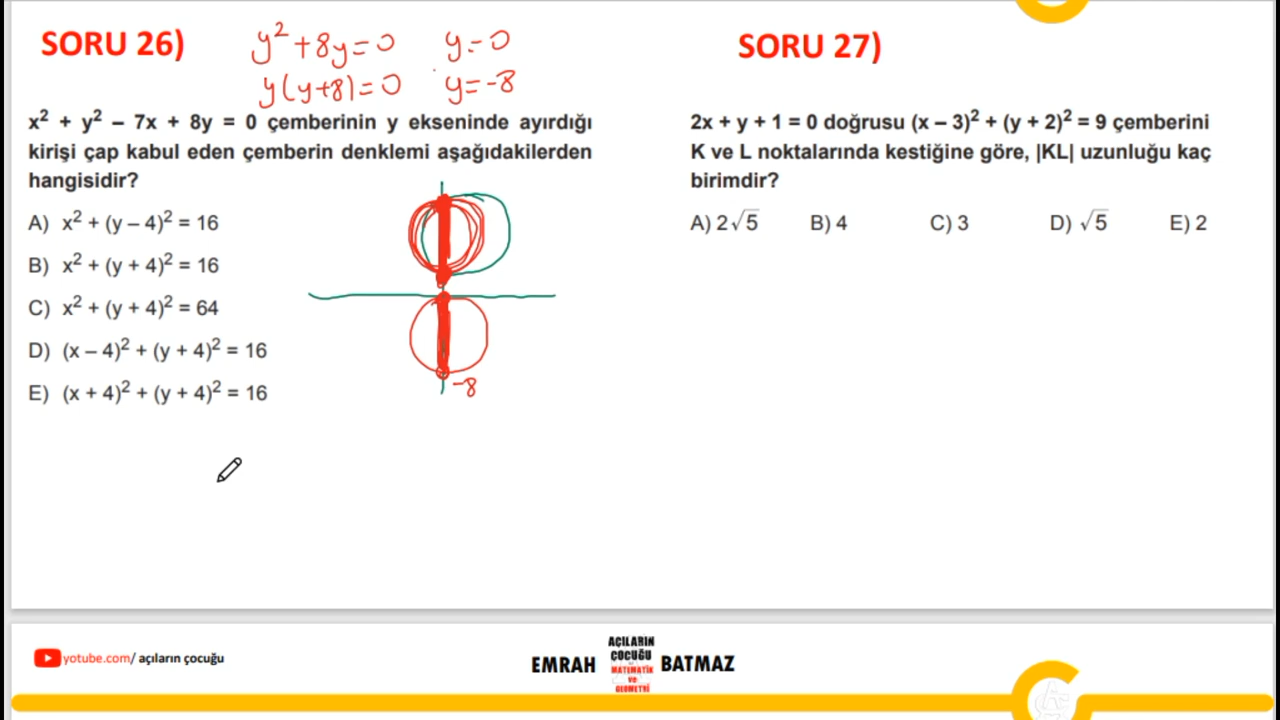 SORU 26)
y² + 8y = 0 y = 0
y(y+8) = 0 y = -8
x² + y² – 7x + 8y = 0 çemberinin y ekseninde ayırdığı
kirişi çap kabul eden çemberin denklemi aşağıdakilerden
hangisidir?
A) x² + (y – 4)² = 16
B) x² + (y + 4)² = 16
C) x² + (y + 4)² = 64
D) (x – 4)² + (y + 4)² = 16
E) (x + 4)² + (y + 4)² = 16
-8
SORU 27)
2x + y + 1 = 0 doğrusu (x – 3)² + (y + 2)² = 9 çemberini
K ve L noktalarında kestiğine göre, |KL| uzunluğu kaç
birimdir?
A) 2√5 B) 4 C) 3 D) √5 E) 2
yotube.com/ açıların çocuğu
EMRAH
AÇILARIN
ÇOCUĞU
MATEMATİK
ve
GEOMETRİ
BATMAZ